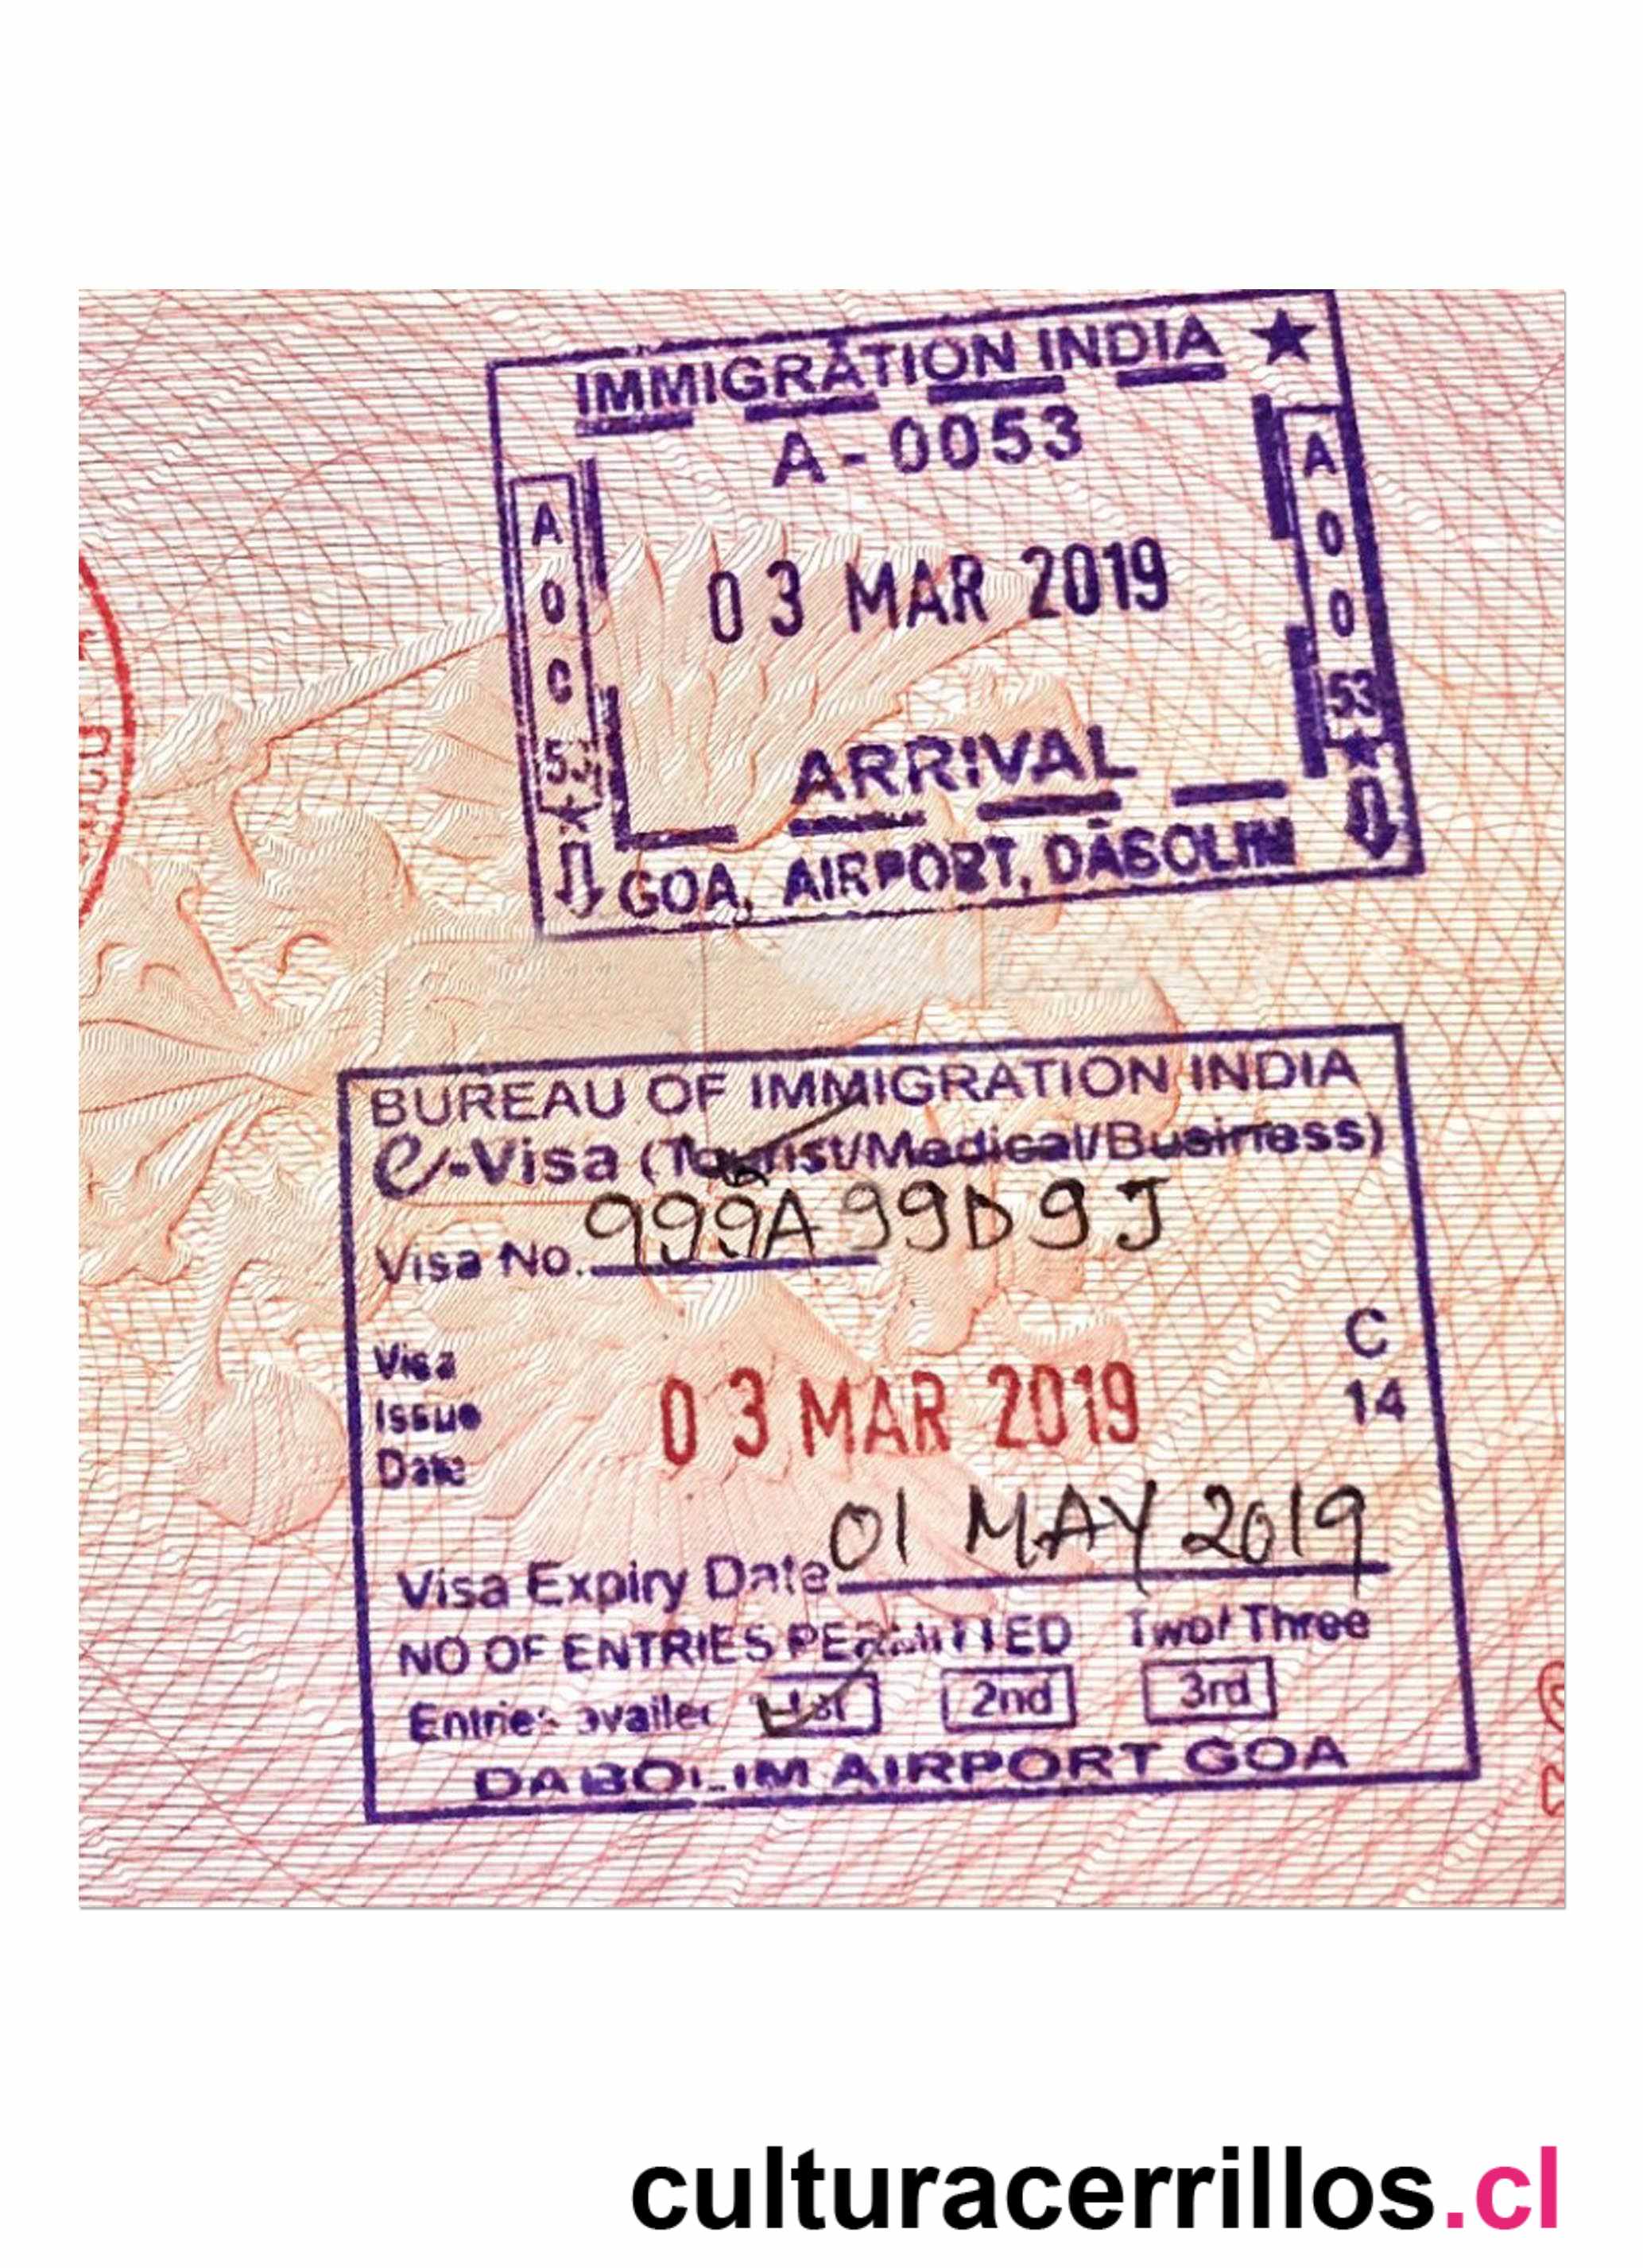 IMMIGRATION INDIA ★
A-0053
A
0
0
53
★
A
0
C
53
★
03 MAR 2019
ARRIVAL
GOA, AIRPORT, DABOLIM
BUREAU OF IMMIGRATION INDIA
e-Visa (Tourist/Medical/Business)
Visa No. 999A99D9J
Visa
Issue
Date
03 MAR 2019
C
14
Visa Expiry Date 01 MAY 2019
NO OF ENTRIES PERMITTED Two/ Three
Entries availed 1st 2nd 3rd
DABOLIM AIRPORT GOA
culturacerrillos.cl